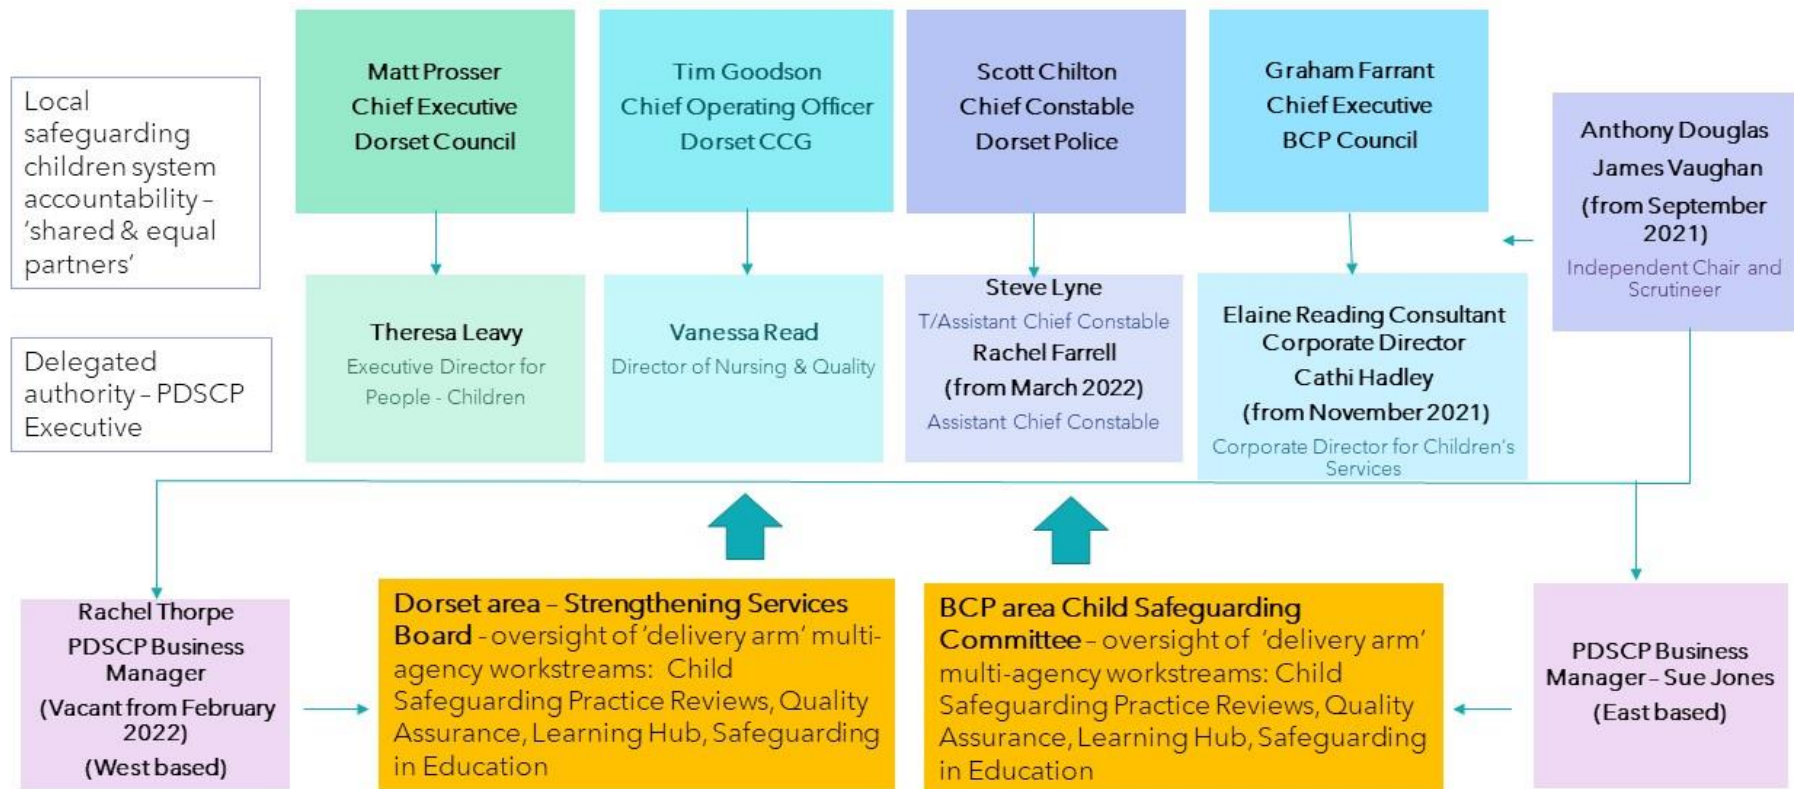 Local
safeguarding
children system
accountability –
‘shared & equal
partners’
Matt Prosser
Chief Executive
Dorset Council
Tim Goodson
Chief Operating Officer
Dorset CCG
Scott Chilton
Chief Constable
Dorset Police
Graham Farrant
Chief Executive
BCP Council
Anthony Douglas
James Vaughan
(from September
2021)
Independent Chair and
Scrutineer
Delegated
authority – PDSCP
Executive
Theresa Leavy
Executive Director for
People - Children
Vanessa Read
Director of Nursing & Quality
Steve Lyne
T/Assistant Chief Constable
Rachel Farrell
(from March 2022)
Assistant Chief Constable
Elaine Reading Consultant
Corporate Director
Cathi Hadley
(from November 2021)
Corporate Director for Children’s
Services
Rachel Thorpe
PDSCP Business
Manager
(Vacant from February
2022)
(West based)
Dorset area – Strengthening Services
Board - oversight of ‘delivery arm’ multi-
agency workstreams: Child
Safeguarding Practice Reviews, Quality
Assurance, Learning Hub, Safeguarding
in Education
BCP area Child Safeguarding
Committee – oversight of ‘delivery arm’
multi-agency workstreams: Child
Safeguarding Practice Reviews, Quality
Assurance, Learning Hub, Safeguarding
in Education
PDSCP Business
Manager – Sue Jones
(East based)